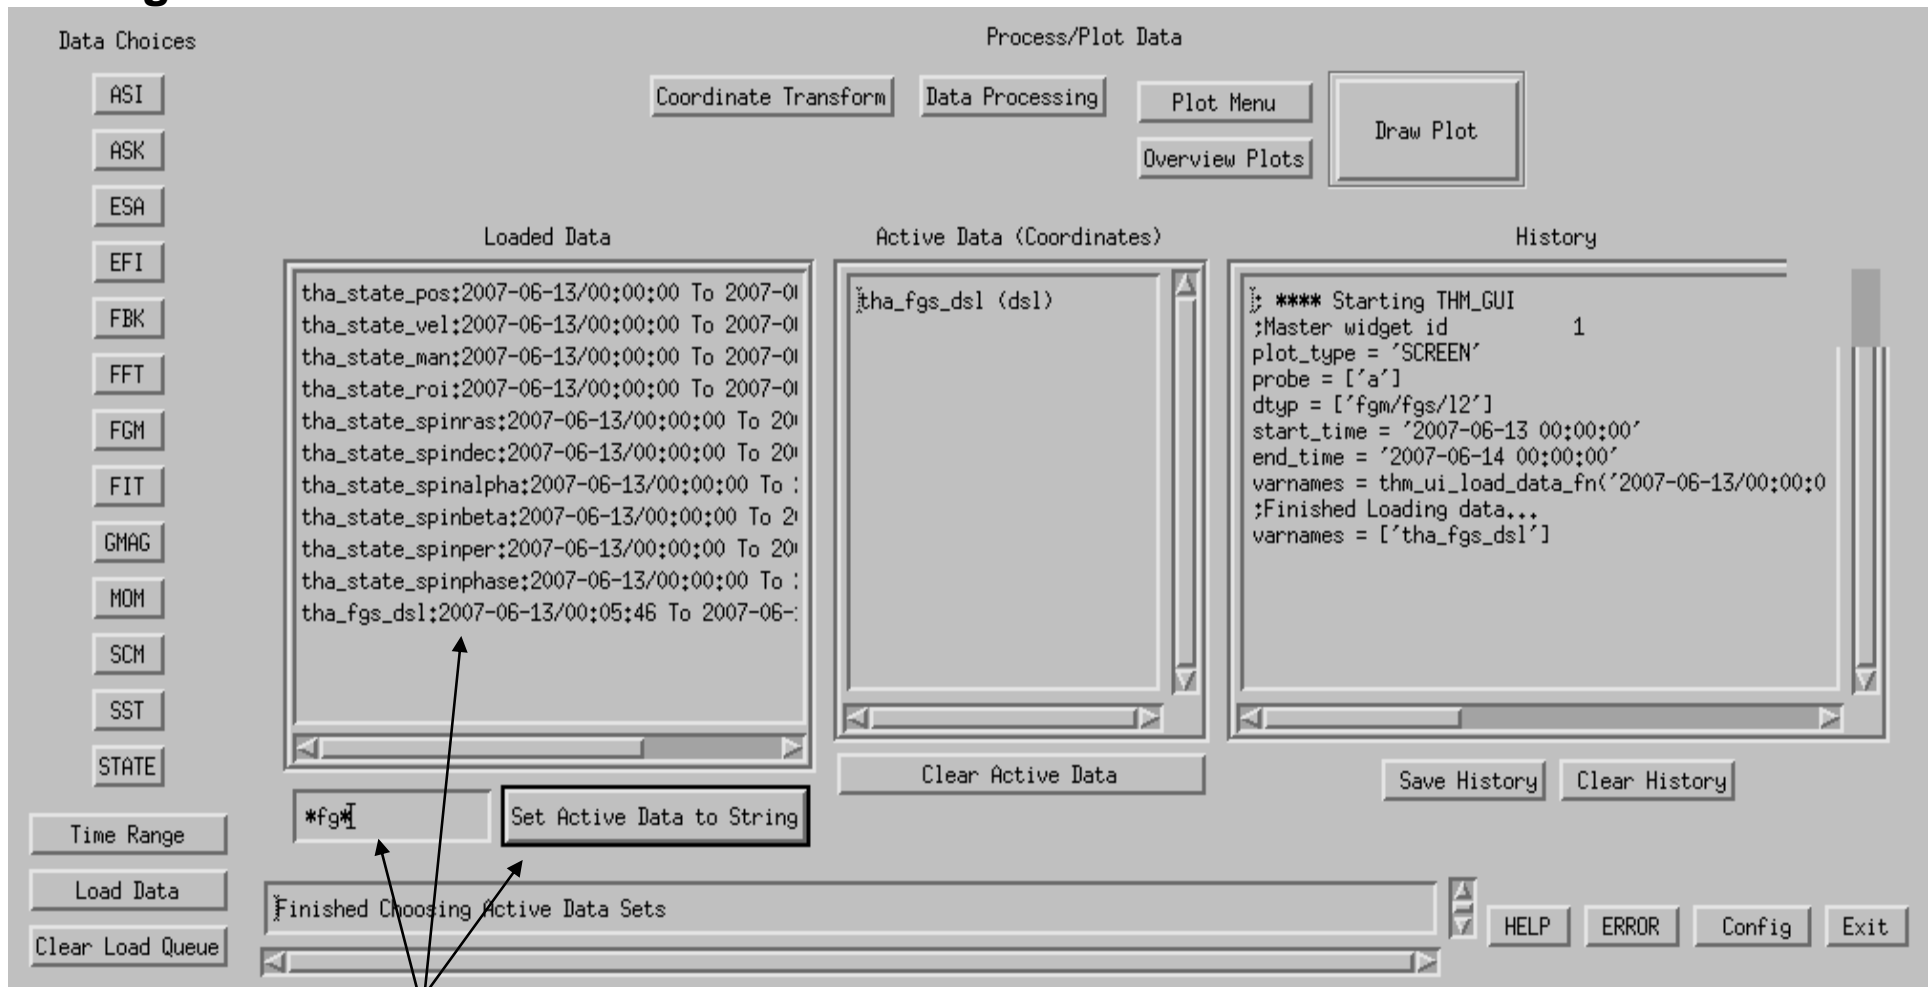 Data Choices
ASI
ASK
ESA
EFI
FBK
FFT
FGM
FIT
GMAG
MOM
SCM
SST
STATE
Time Range
Load Data
Clear Load Queue
Process/Plot Data
Coordinate Transform
Data Processing
Plot Menu
Overview Plots
Draw Plot
Loaded Data
tha_state_pos:2007-06-13/00:00:00 To 2007-0
tha_state_vel:2007-06-13/00:00:00 To 2007-0
tha_state_man:2007-06-13/00:00:00 To 2007-0
tha_state_roi:2007-06-13/00:00:00 To 2007-0
tha_state_spinras:2007-06-13/00:00:00 To 20
tha_state_spindec:2007-06-13/00:00:00 To 20
tha_state_spinalpha:2007-06-13/00:00:00 To
tha_state_spinbeta:2007-06-13/00:00:00 To 2
tha_state_spinper:2007-06-13/00:00:00 To 20
tha_state_spinphase:2007-06-13/00:00:00 To
tha_fgs_dsl:2007-06-13/00:05:46 To 2007-06-
*fg*
Set Active Data to String
Active Data (Coordinates)
tha_fgs_dsl (dsl)
Clear Active Data
History
; **** Starting THM_GUI
;Master widget id 1
plot_type = 'SCREEN'
probe = ['a']
dtyp = ['fgm/fgs/l2']
start_time = '2007-06-13 00:00:00'
end_time = '2007-06-14 00:00:00'
varnames = thm_ui_load_data_fn('2007-06-13/00:00:0
;Finished Loading data...
varnames = ['tha_fgs_dsl']
Save History
Clear History
Finished Choosing Active Data Sets
HELP
ERROR
Config
Exit